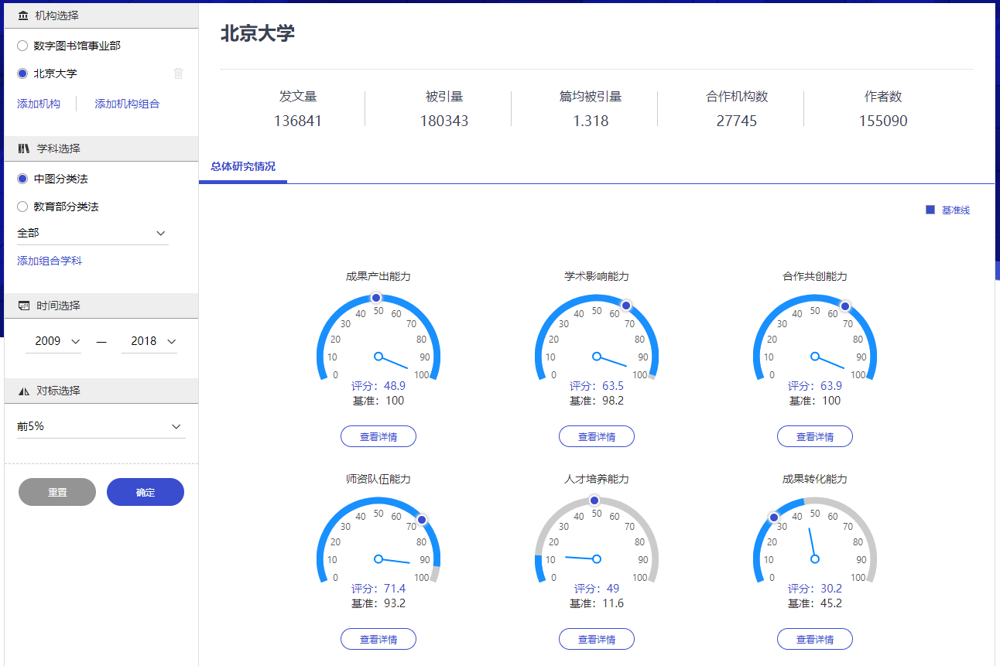 机构选择
数字图书馆事业部
北京大学
添加机构
添加机构组合
学科选择
中图分类法
教育部分类法
全部
添加组合学科
时间选择
2009 — 2018
对标选择
前5%
重置
确定
北京大学
发文量 被引量 篇均被引量 合作机构数 作者数
136841 180343 1.318 27745 155090
总体研究情况
基准线
成果产出能力
0 10 20 30 40 50 60 70 80 90 100
评分：48.9
基准：100
查看详情
学术影响能力
0 10 20 30 40 50 60 70 80 90 100
评分：63.5
基准：98.2
查看详情
合作共创能力
0 10 20 30 40 50 60 70 80 90 100
评分：63.9
基准：100
查看详情
师资队伍能力
0 10 20 30 40 50 60 70 80 90 100
评分：71.4
基准：93.2
查看详情
人才培养能力
0 10 20 30 40 50 60 70 80 90 100
评分：49
基准：11.6
查看详情
成果转化能力
0 10 20 30 40 50 60 70 80 90 100
评分：30.2
基准：45.2
查看详情